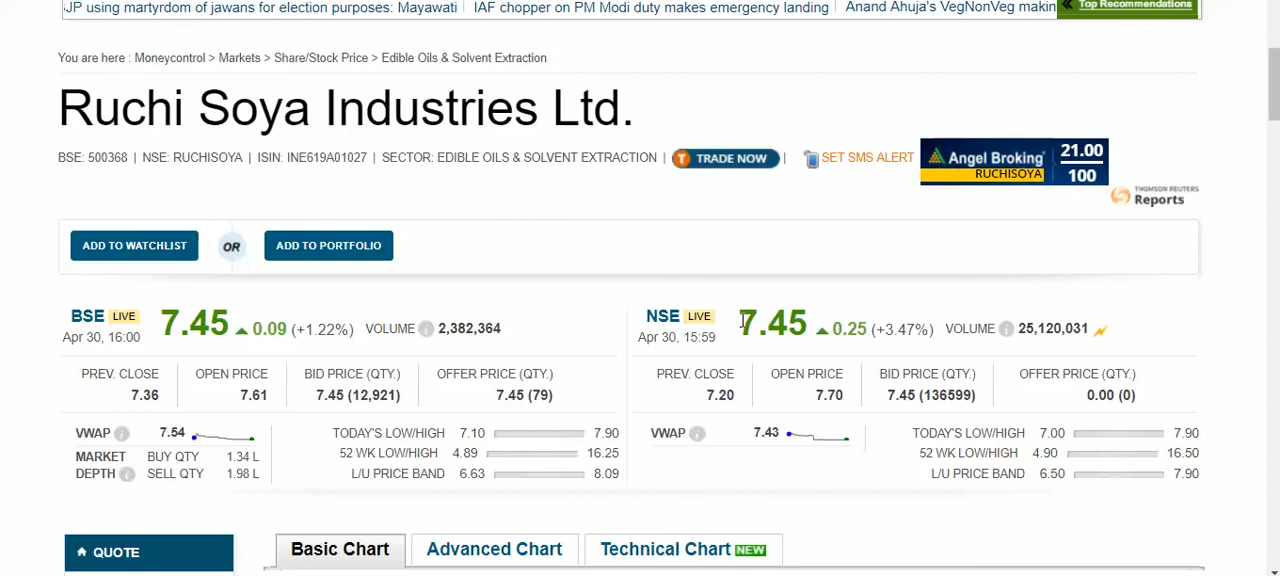 JP using martyrdom of jawans for election purposes: Mayawati | IAF chopper on PM Modi duty makes emergency landing | Anand Ahuja's VegNonVeg makin « Top Recommendations
You are here : Moneycontrol > Markets > Share/Stock Price > Edible Oils & Solvent Extraction
Ruchi Soya Industries Ltd.
BSE: 500368 | NSE: RUCHISOYA | ISIN: INE619A01027 | SECTOR: EDIBLE OILS & SOLVENT EXTRACTION | T TRADE NOW | SET SMS ALERT
Angel Broking 21.00
RUCHISOYA 100
THOMSON REUTERS
Reports
ADD TO WATCHLIST OR ADD TO PORTFOLIO
BSE LIVE 7.45 0.09 (+1.22%) VOLUME i 2,382,364
Apr 30, 16:00
PREV. CLOSE OPEN PRICE BID PRICE (QTY.) OFFER PRICE (QTY.)
7.36 7.61 7.45 (12,921) 7.45 (79)
VWAP i 7.54
MARKET BUY QTY 1.34 L
DEPTH i SELL QTY 1.98 L
TODAY'S LOW/HIGH 7.10 7.90
52 WK LOW/HIGH 4.89 16.25
L/U PRICE BAND 6.63 8.09
NSE LIVE 7.45 0.25 (+3.47%) VOLUME i 25,120,031
Apr 30, 15:59
PREV. CLOSE OPEN PRICE BID PRICE (QTY.) OFFER PRICE (QTY.)
7.20 7.70 7.45 (136599) 0.00 (0)
VWAP i 7.43
TODAY'S LOW/HIGH 7.00 7.90
52 WK LOW/HIGH 4.90 16.50
L/U PRICE BAND 6.50 7.90
QUOTE
Basic Chart Advanced Chart Technical Chart NEW